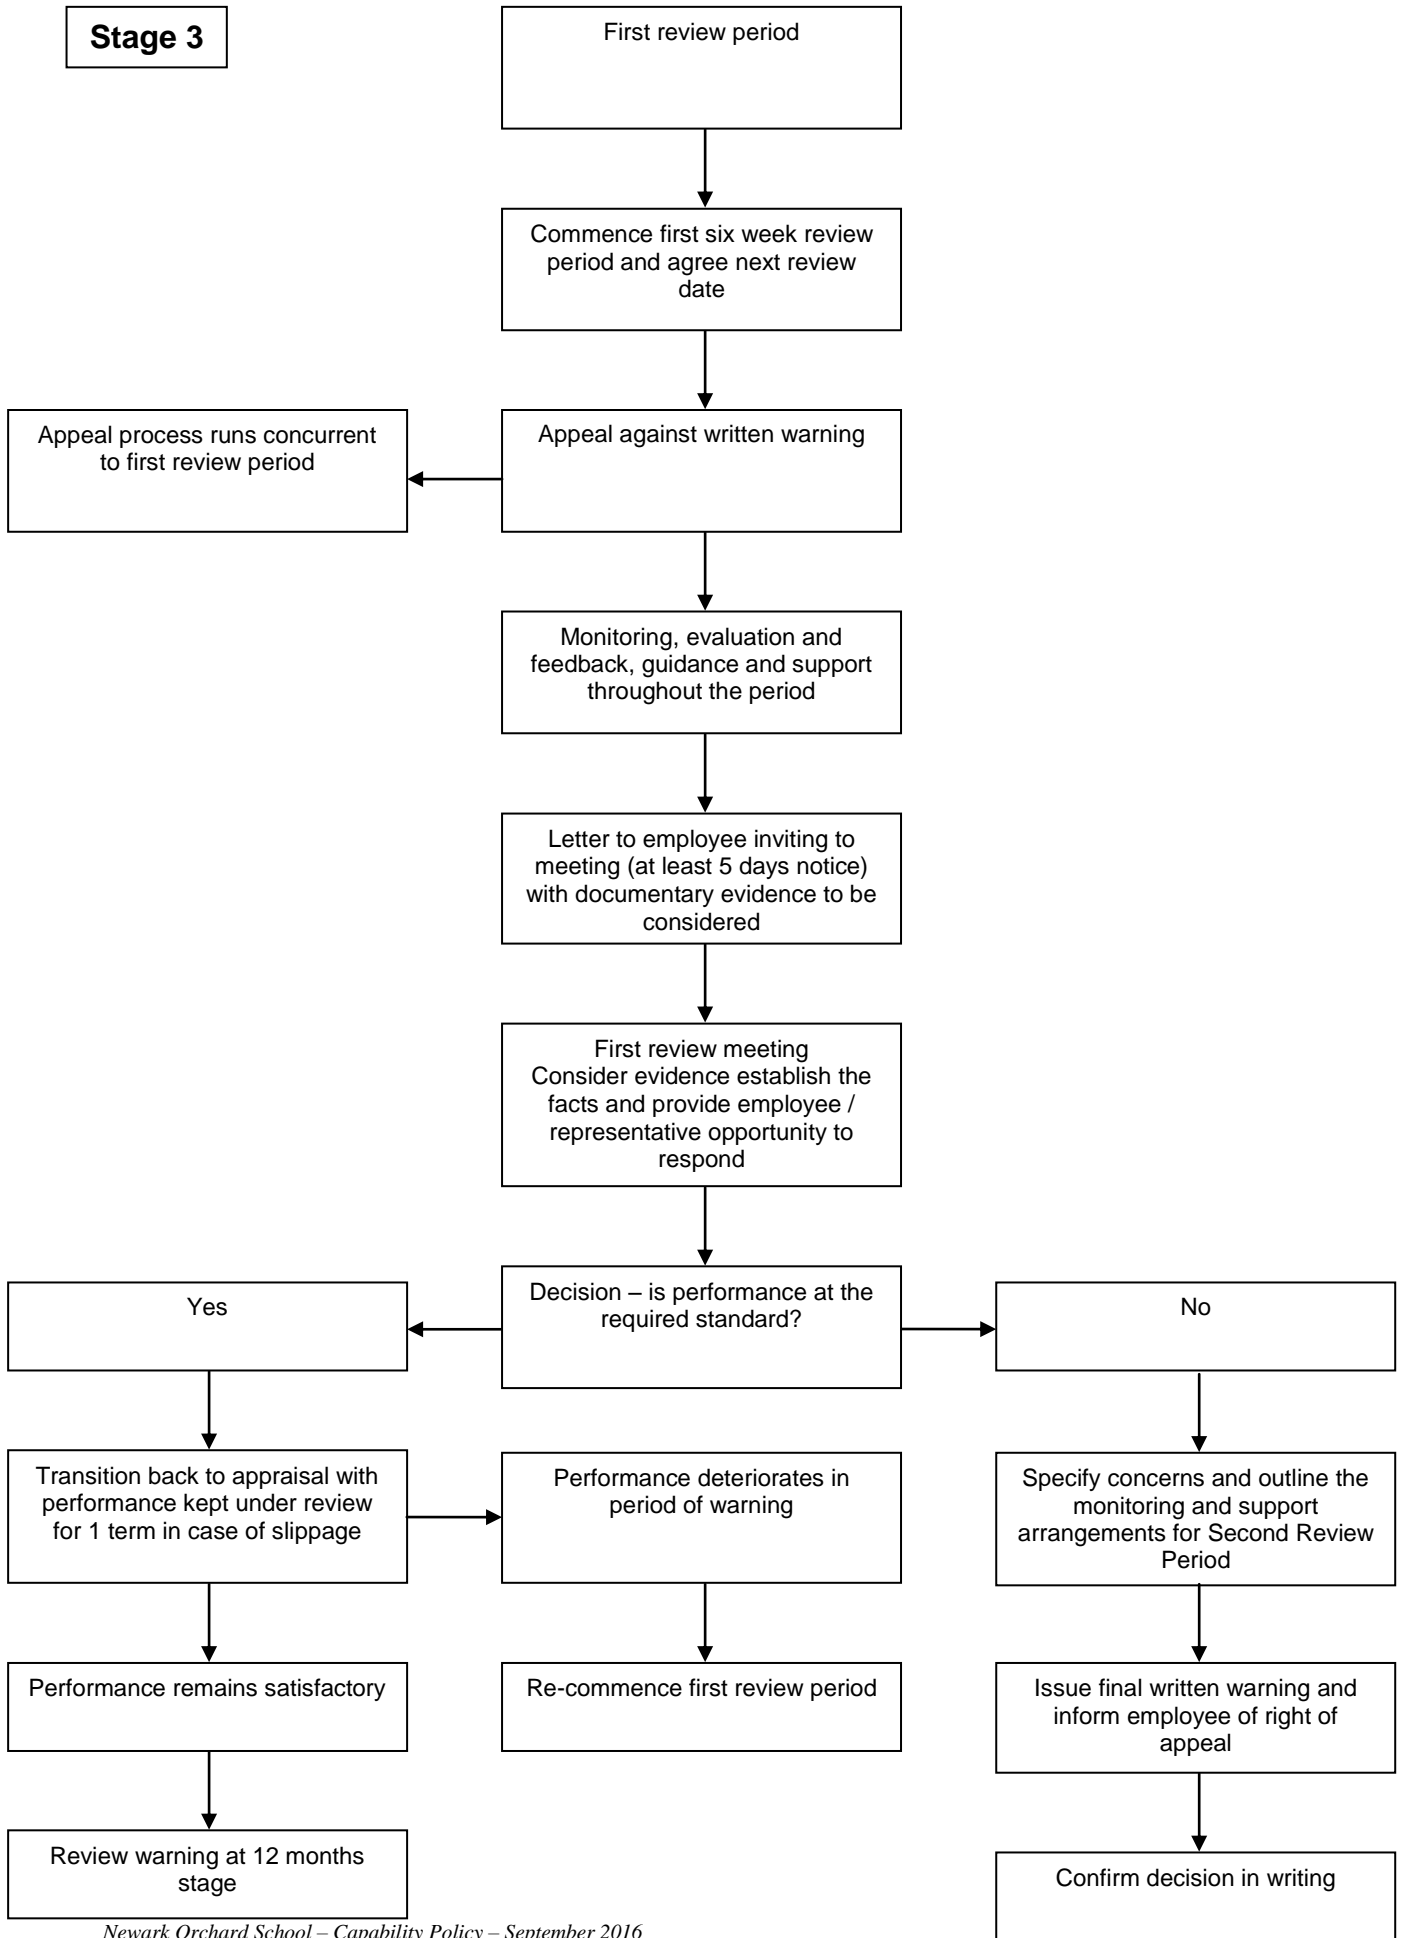 Stage 3
First review period
Commence first six week review
period and agree next review
date
Appeal process runs concurrent
to first review period
Appeal against written warning
Monitoring, evaluation and
feedback, guidance and support
throughout the period
Letter to employee inviting to
meeting (at least 5 days notice)
with documentary evidence to be
considered
First review meeting
Consider evidence establish the
facts and provide employee /
representative opportunity to
respond
Decision – is performance at the
required standard?
Yes
No
Transition back to appraisal with
performance kept under review
for 1 term in case of slippage
Performance deteriorates in
period of warning
Specify concerns and outline the
monitoring and support
arrangements for Second Review
Period
Performance remains satisfactory
Re-commence first review period
Issue final written warning and
inform employee of right of
appeal
Review warning at 12 months
stage
Confirm decision in writing
Newark Orchard School – Capability Policy – September 2016